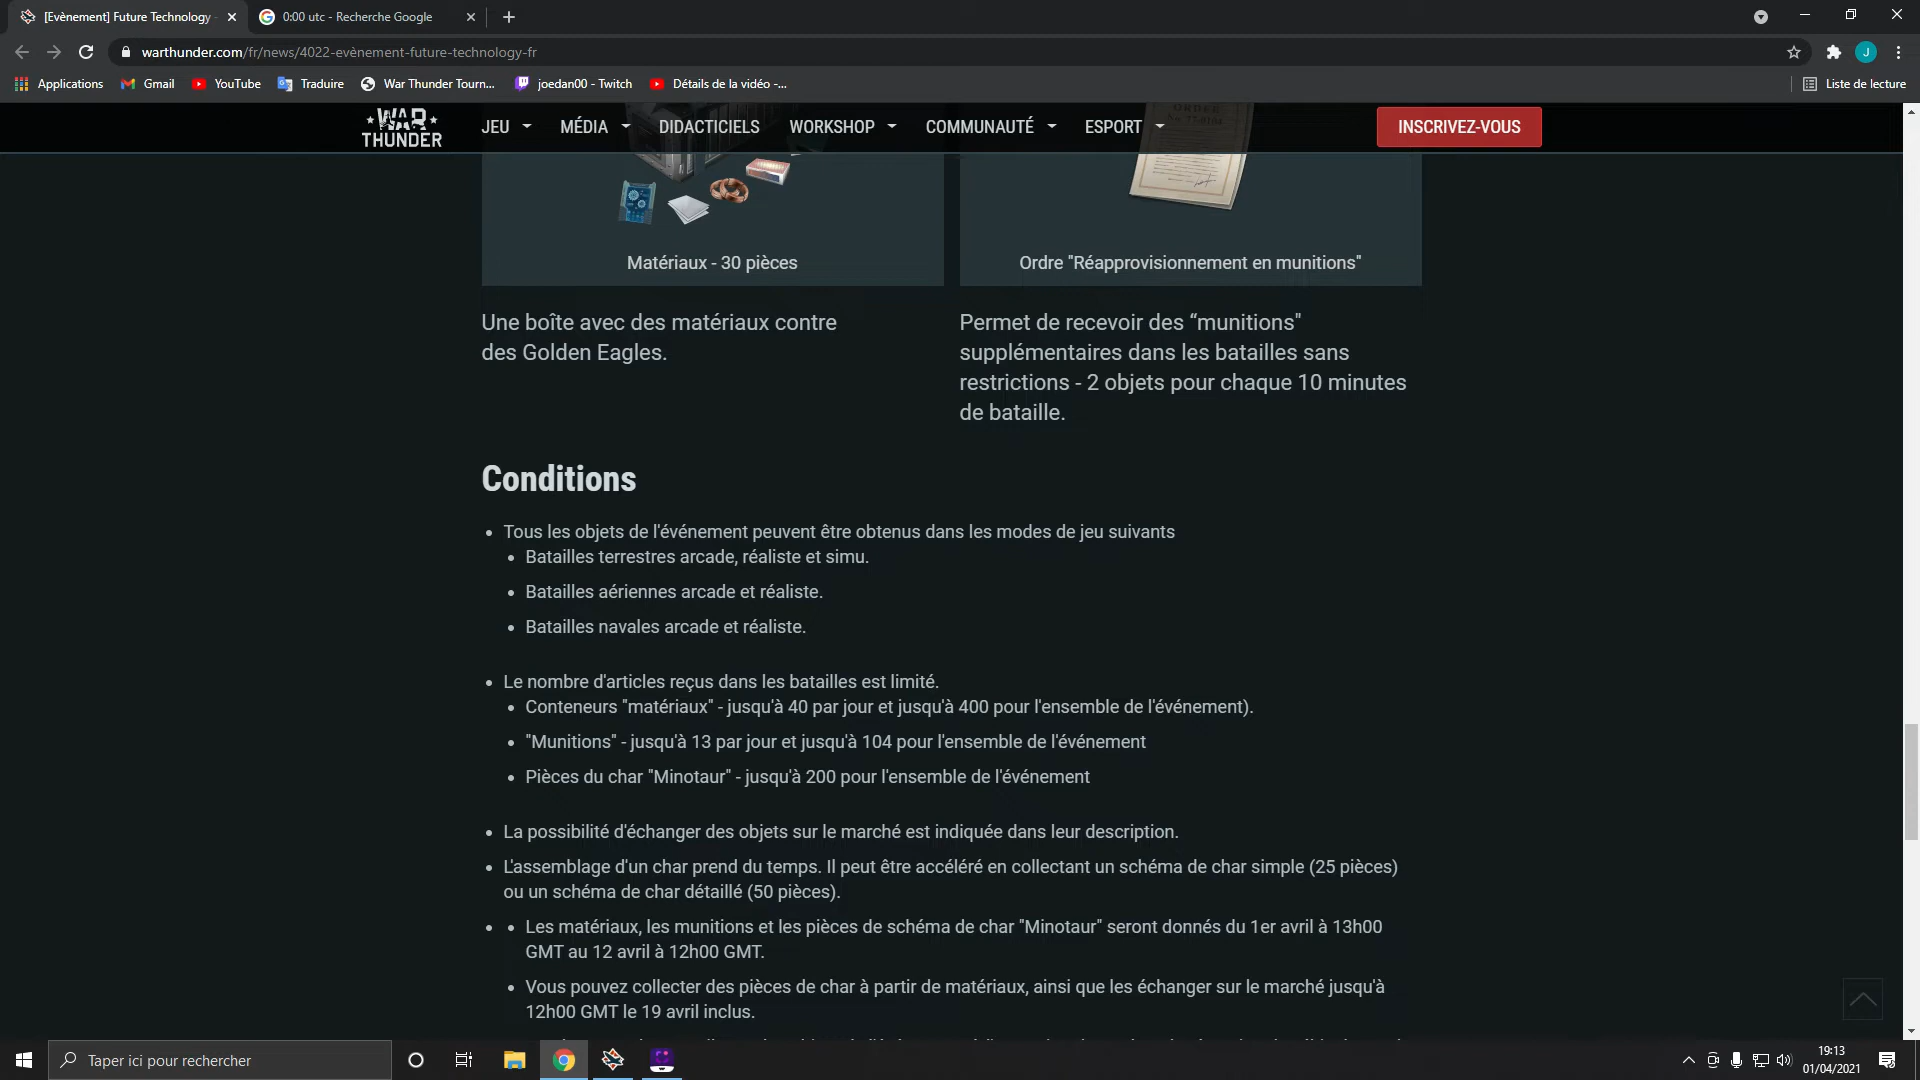 [Evènement] Future Technology
0:00 utc - Recherche Google
warthunder.com/fr/news/4022-evènement-future-technology-fr
J
Applications
Gmail
YouTube
Traduire
War Thunder Tourn...
joedan00 - Twitch
Détails de la vidéo -...
Liste de lecture
WAR THUNDER
JEU
MÉDIA
DIDACTICIELS
WORKSHOP
COMMUNAUTÉ
ESPORT
INSCRIVEZ-VOUS
ORDER
Matériaux - 30 pièces
Ordre "Réapprovisionnement en munitions"
Une boîte avec des matériaux contre
des Golden Eagles.
Permet de recevoir des “munitions"
supplémentaires dans les batailles sans
restrictions - 2 objets pour chaque 10 minutes
de bataille.
Conditions
Tous les objets de l'événement peuvent être obtenus dans les modes de jeu suivants
Batailles terrestres arcade, réaliste et simu.
Batailles aériennes arcade et réaliste.
Batailles navales arcade et réaliste.
Le nombre d'articles reçus dans les batailles est limité.
Conteneurs "matériaux" - jusqu'à 40 par jour et jusqu'à 400 pour l'ensemble de l'événement).
"Munitions" - jusqu'à 13 par jour et jusqu'à 104 pour l'ensemble de l'événement
Pièces du char "Minotaur" - jusqu'à 200 pour l'ensemble de l'événement
La possibilité d'échanger des objets sur le marché est indiquée dans leur description.
L'assemblage d'un char prend du temps. Il peut être accéléré en collectant un schéma de char simple (25 pièces)
ou un schéma de char détaillé (50 pièces).
Les matériaux, les munitions et les pièces de schéma de char "Minotaur" seront donnés du 1er avril à 13h00
GMT au 12 avril à 12h00 GMT.
Vous pouvez collecter des pièces de char à partir de matériaux, ainsi que les échanger sur le marché jusqu'à
12h00 GMT le 19 avril inclus.
Taper ici pour rechercher
19:13
01/04/2021